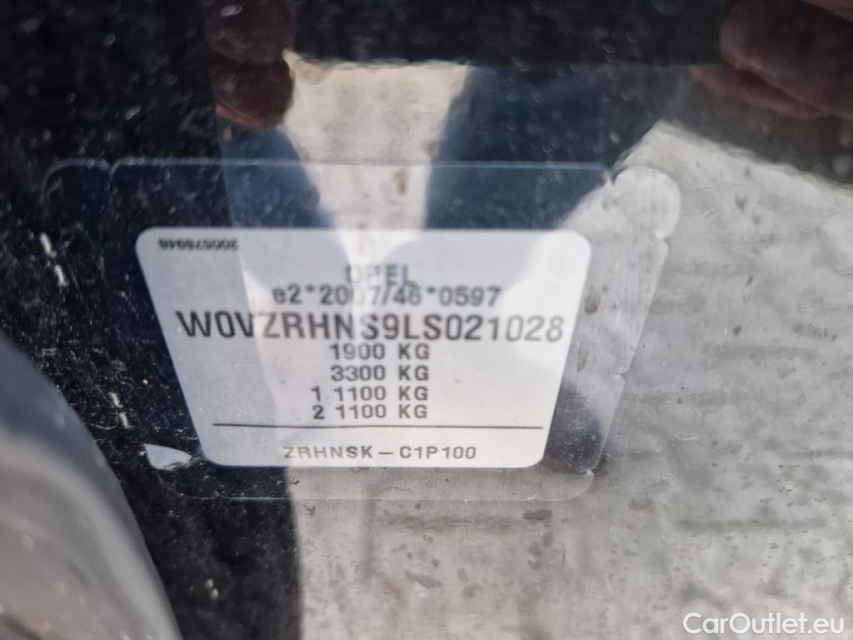 200676946
OPEL
e2*2007/46*0597
W0VZRHNS9LS021028
1900 KG
3300 KG
1 1100 KG
2 1100 KG
ZRHNSK-C1P100
CarOutlet.eu